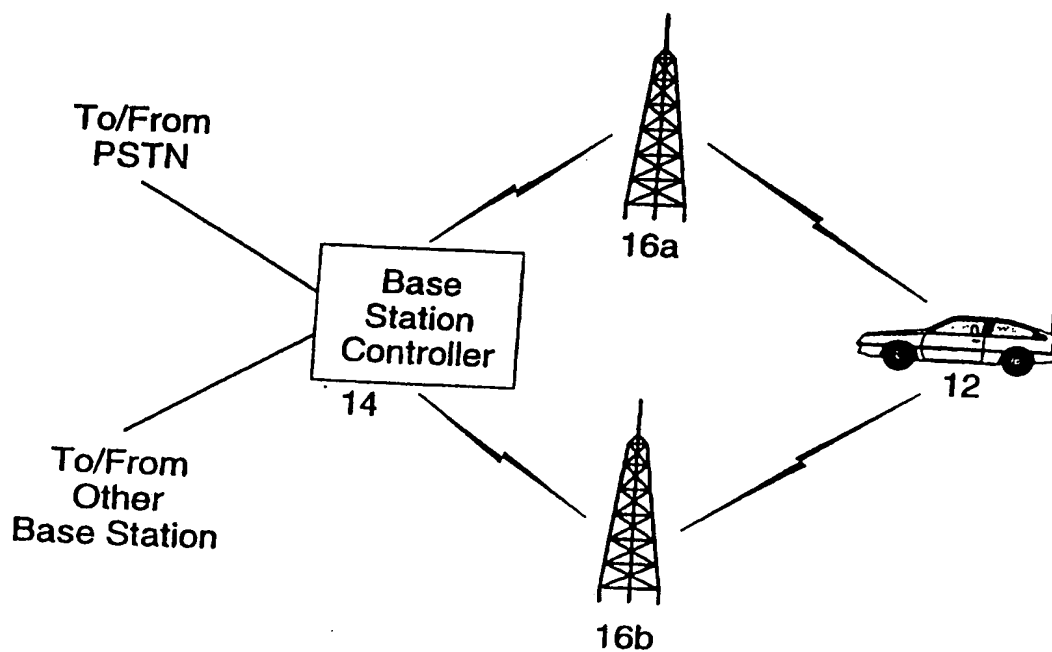 To/From
PSTN
16a
Base
Station
Controller
14
12
To/From
Other
Base Station
16b